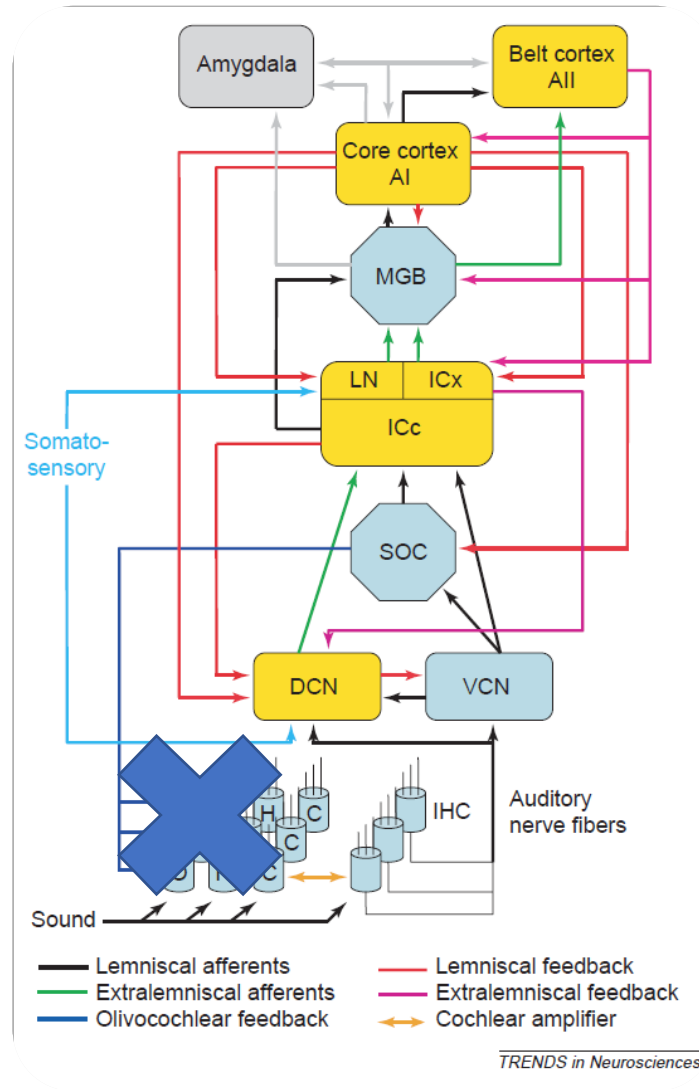 Amygdala
Belt cortex
AII
Core cortex
AI
MGB
LN
ICx
ICc
Somato-
sensory
SOC
DCN
VCN
H
C
C
C
IHC
Auditory
nerve fibers
Sound
Lemniscal afferents
Lemniscal feedback
Extralemniscal afferents
Extralemniscal feedback
Olivocochlear feedback
Cochlear amplifier
TRENDS in Neurosciences